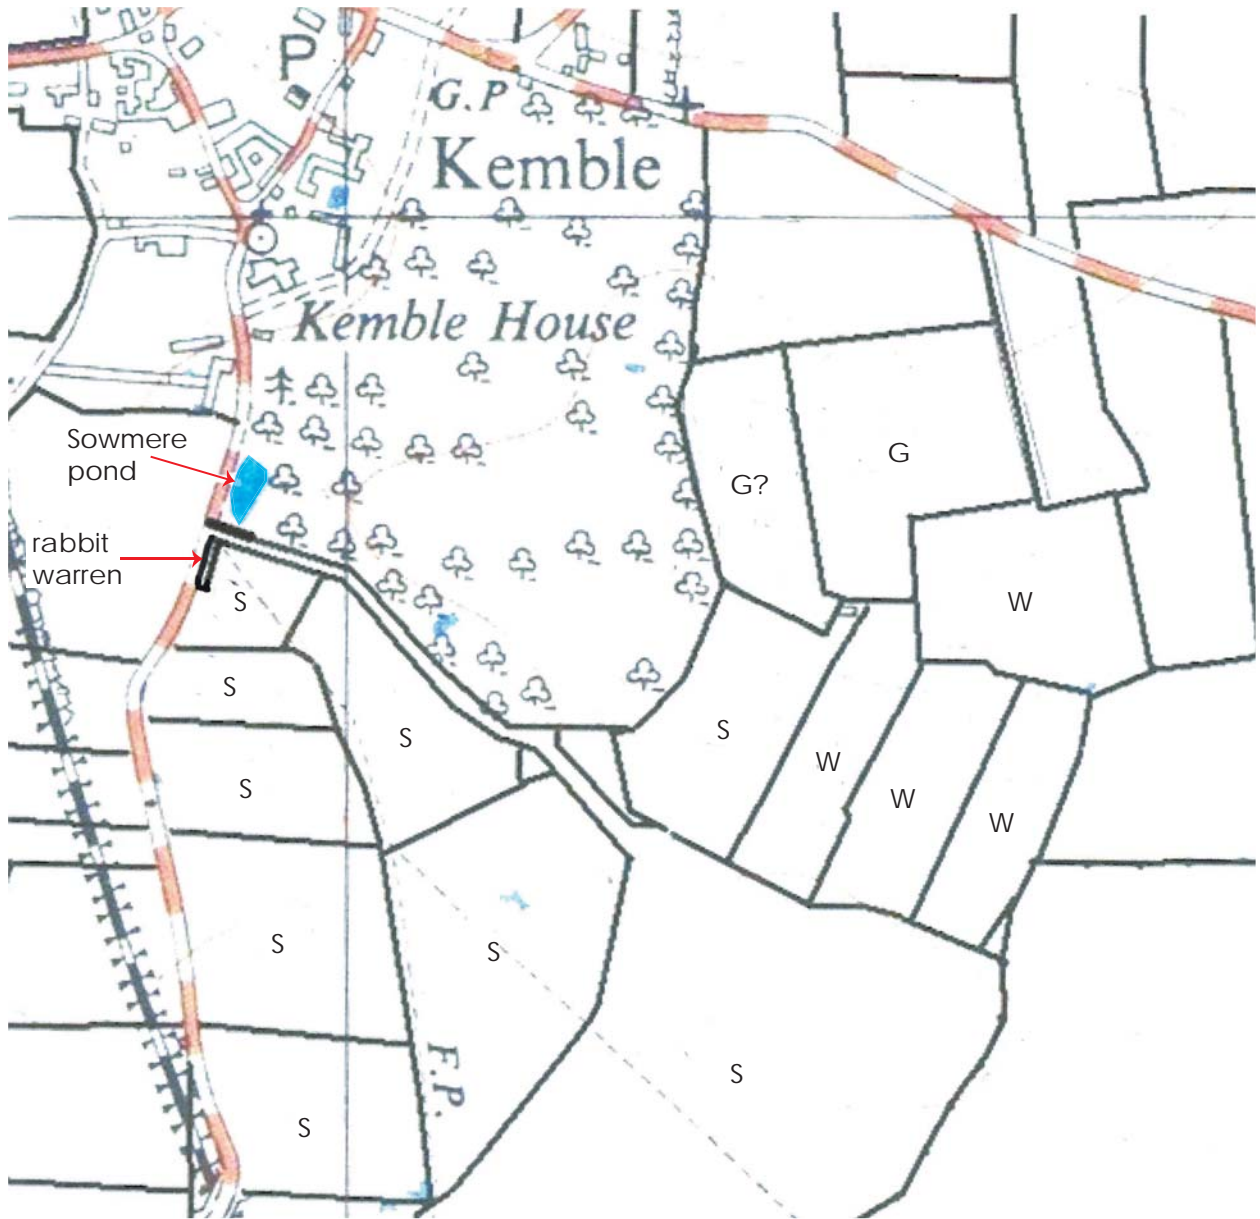 P
G.P
Kemble
Kemble House
Sowmere
pond
G
G?
rabbit
warren
S
W
S
S
S
W
S
W
W
S
S
F.P.
S
S